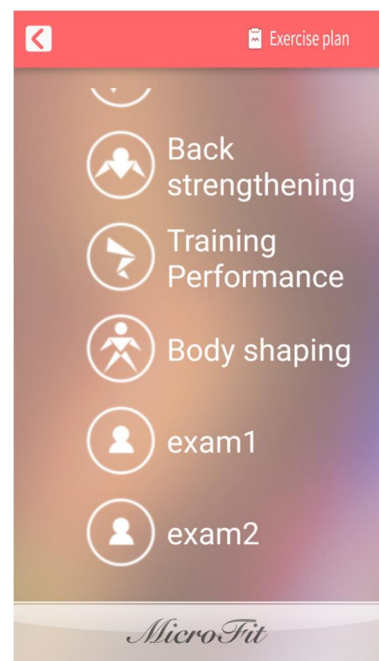 Exercise plan
Back
strengthening
Training
Performance
Body shaping
exam1
exam2
MicroFit